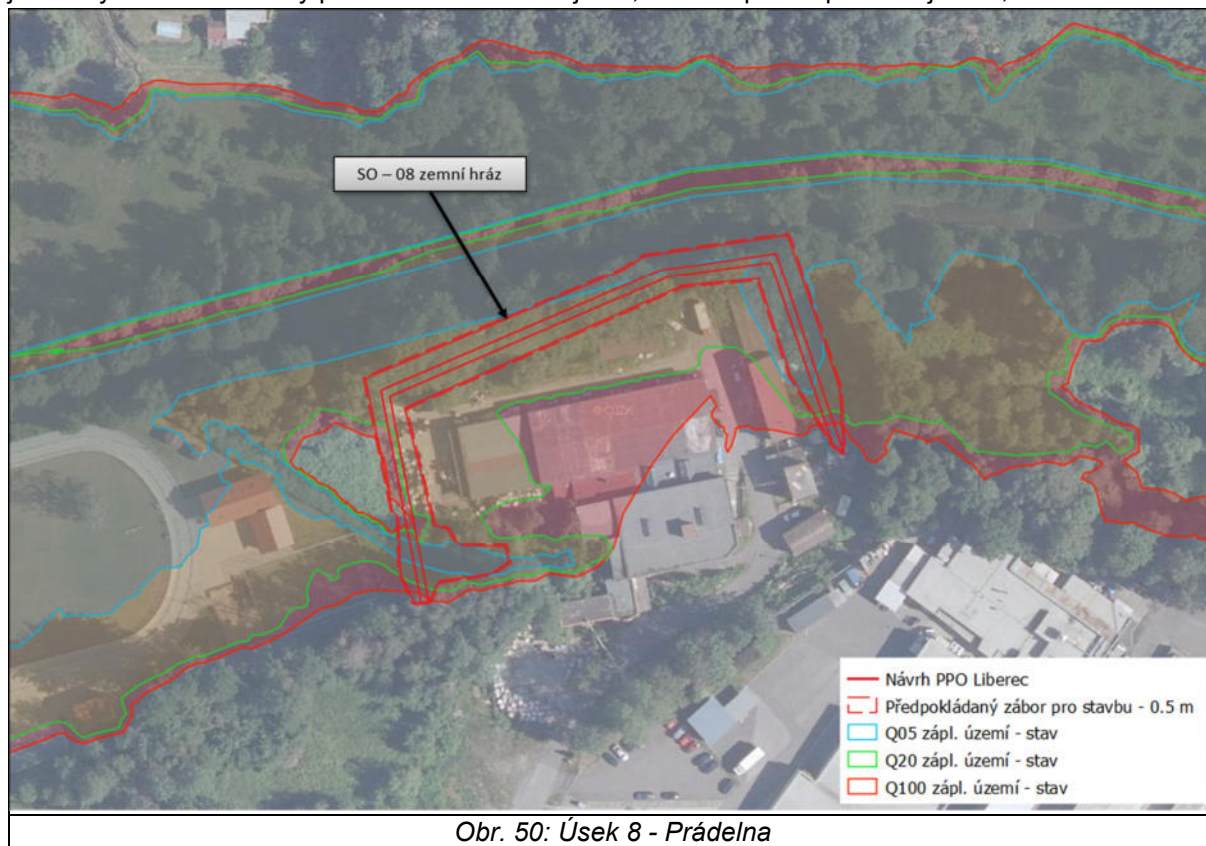 SO – 08 zemní hráz
Návrh PPO Liberec
Předpokládaný zábor pro stavbu - 0.5 m
Q05 zápl. území - stav
Q20 zápl. území - stav
Q100 zápl. území - stav
Obr. 50: Úsek 8 - Prádelna